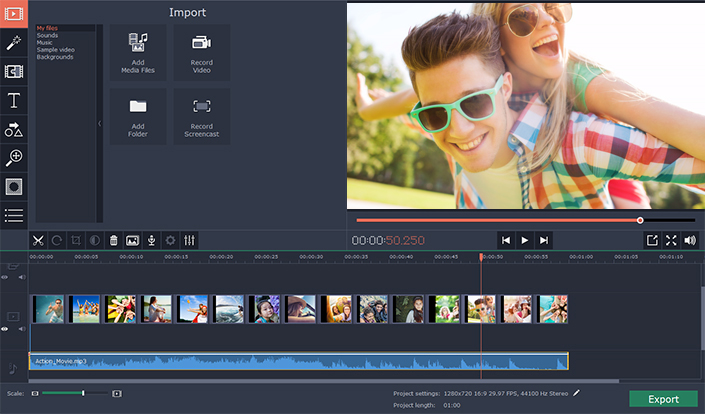 Import
My files
Sounds
Music
Sample video
Backgrounds
Add
Media Files
Record
Video
Add
Folder
Record
Screencast
00:00:50.250
00:00:00
00:00:05
00:00:10
00:00:15
00:00:20
00:00:25
00:00:30
00:00:35
00:00:40
00:00:45
00:00:50
00:00:55
00:01:00
00:01:05
00:01:10
Action_Movie.mp3
Scale:
Project settings: 1280x720 16:9 29.97 FPS, 44100 Hz Stereo
Project length: 01:00
Export